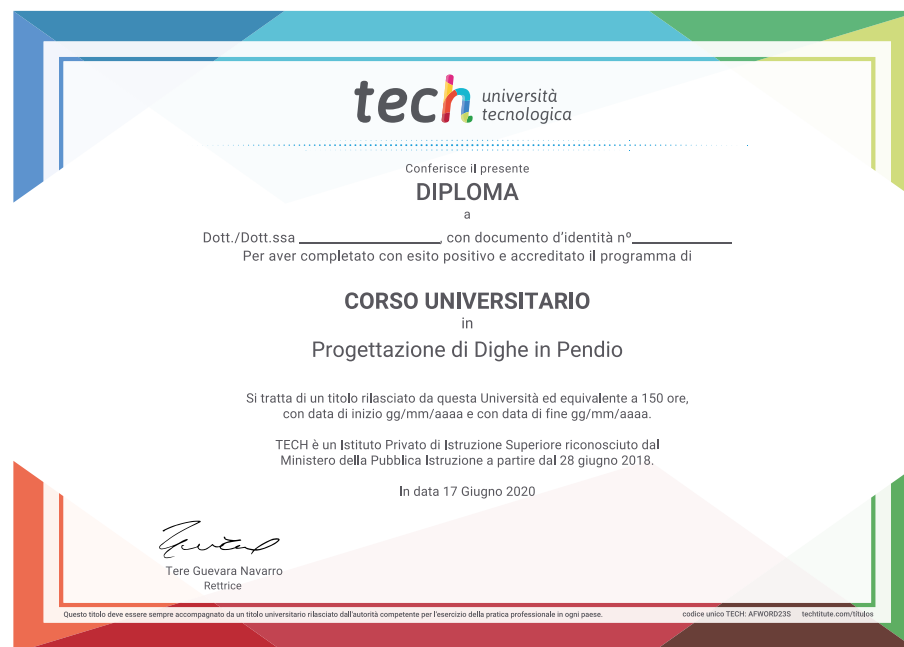 tech università
tecnologica
Conferisce il presente
DIPLOMA
a
Dott./Dott.ssa ____________________, con documento d'identità nº______________
Per aver completato con esito positivo e accreditato il programma di
CORSO UNIVERSITARIO
in
Progettazione di Dighe in Pendio
Si tratta di un titolo rilasciato da questa Università ed equivalente a 150 ore,
con data di inizio gg/mm/aaaa e con data di fine gg/mm/aaaa.
TECH è un Istituto Privato di Istruzione Superiore riconosciuto dal
Ministero della Pubblica Istruzione a partire dal 28 giugno 2018.
In data 17 Giugno 2020
Tere Guevara Navarro
Rettrice
Questo titolo deve essere sempre accompagnato da un titolo universitario rilasciato dall'autorità competente per l'esercizio della pratica professionale in ogni paese. codice unico TECH: AFWORD23S techtitute.com/titulos